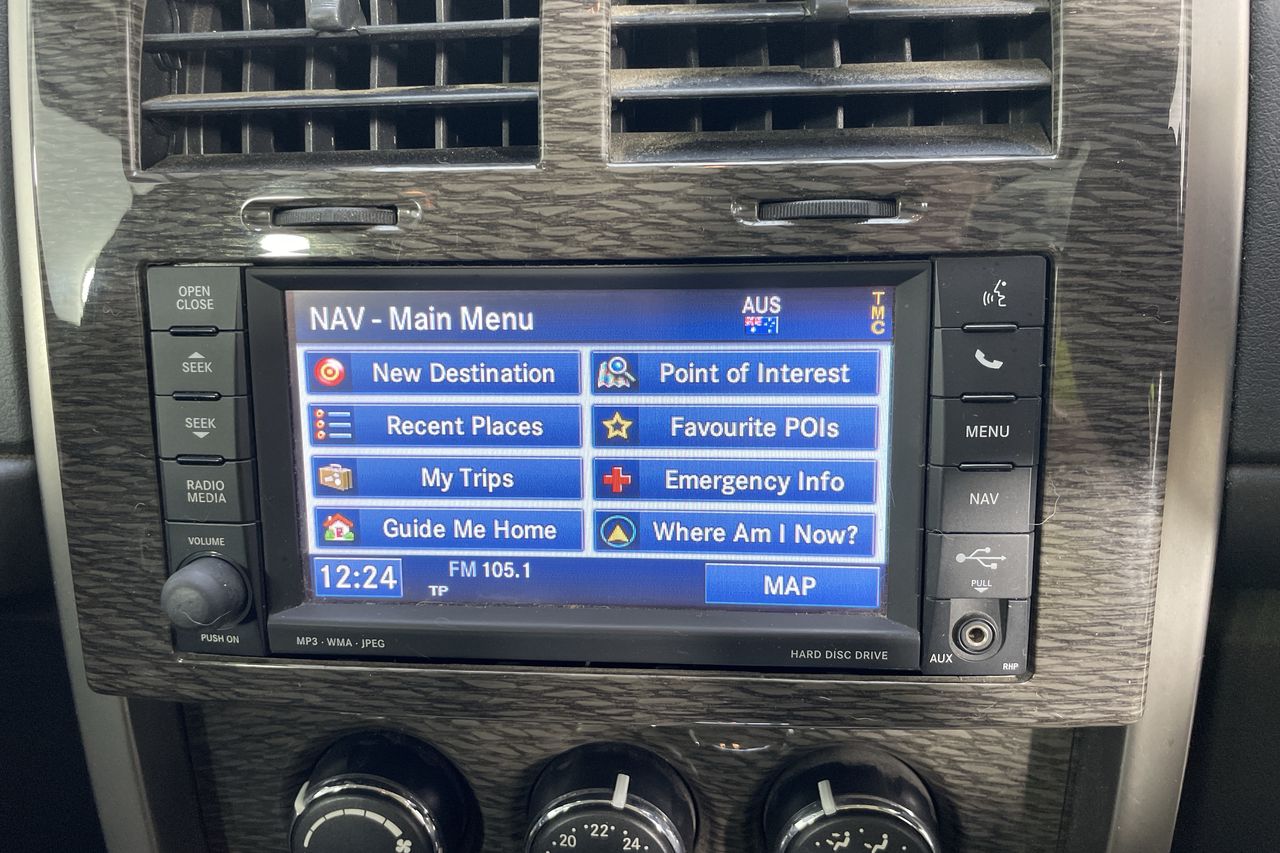 OPEN
CLOSE
SEEK
SEEK
RADIO
MEDIA
VOLUME
PUSH ON
NAV - Main Menu
AUS
TMC
New Destination
Point of Interest
Recent Places
Favourite POIs
My Trips
Emergency Info
Guide Me Home
Where Am I Now?
12:24
FM 105.1
TP
MAP
MP3 · WMA · JPEG
HARD DISC DRIVE
MENU
NAV
PULL
AUX
RHP
20
22
24